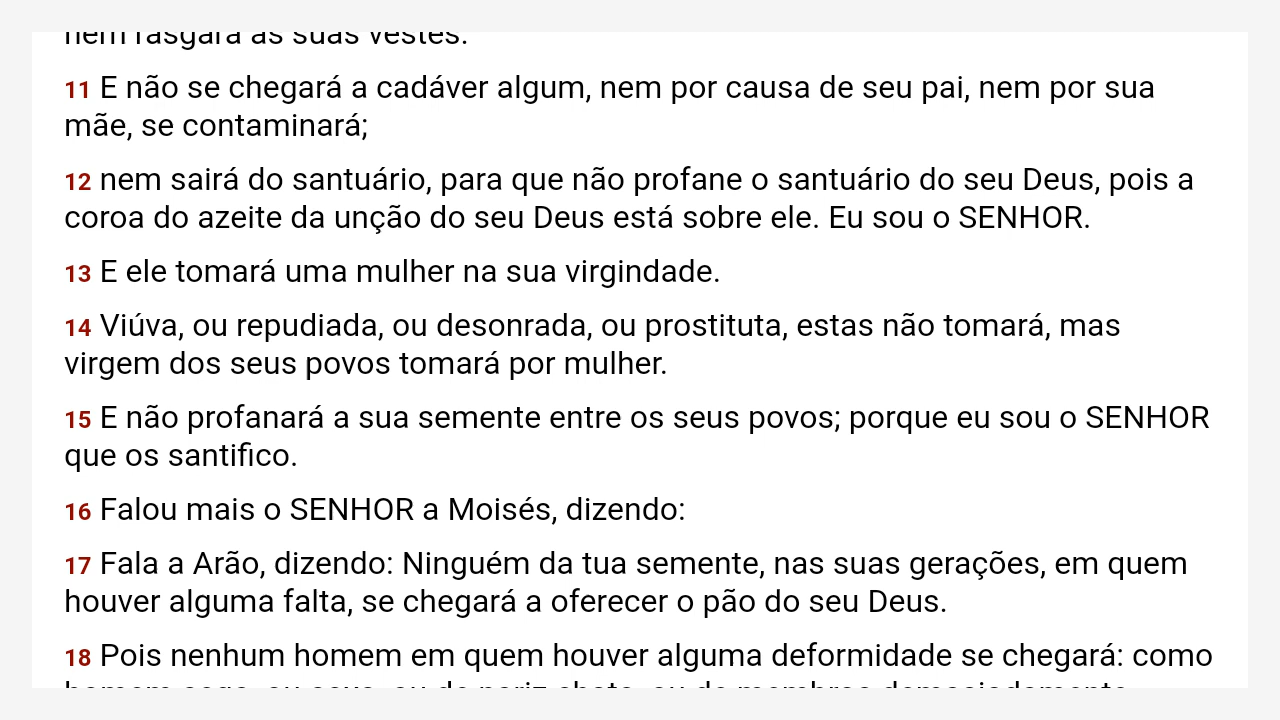 nem rasgará as suas vestes.
11 E não se chegará a cadáver algum, nem por causa de seu pai, nem por sua
mãe, se contaminará;
12 nem sairá do santuário, para que não profane o santuário do seu Deus, pois a
coroa do azeite da unção do seu Deus está sobre ele. Eu sou o SENHOR.
13 E ele tomará uma mulher na sua virgindade.
14 Viúva, ou repudiada, ou desonrada, ou prostituta, estas não tomará, mas
virgem dos seus povos tomará por mulher.
15 E não profanará a sua semente entre os seus povos; porque eu sou o SENHOR
que os santifico.
16 Falou mais o SENHOR a Moisés, dizendo:
17 Fala a Arão, dizendo: Ninguém da tua semente, nas suas gerações, em quem
houver alguma falta, se chegará a oferecer o pão do seu Deus.
18 Pois nenhum homem em quem houver alguma deformidade se chegará: como